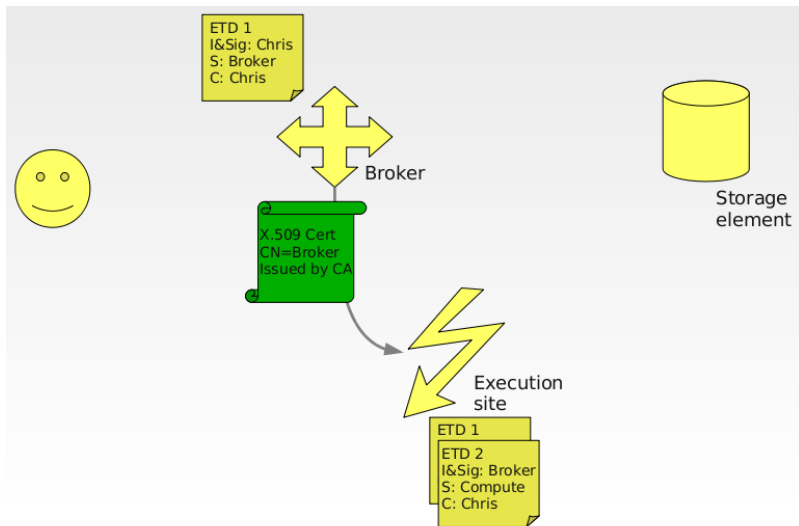 ETD 1
I&Sig: Chris
S: Broker
C: Chris
Broker
Storage
element
X.509 Cert
CN=Broker
Issued by CA
Execution
site
ETD 1
ETD 2
I&Sig: Broker
S: Compute
C: Chris